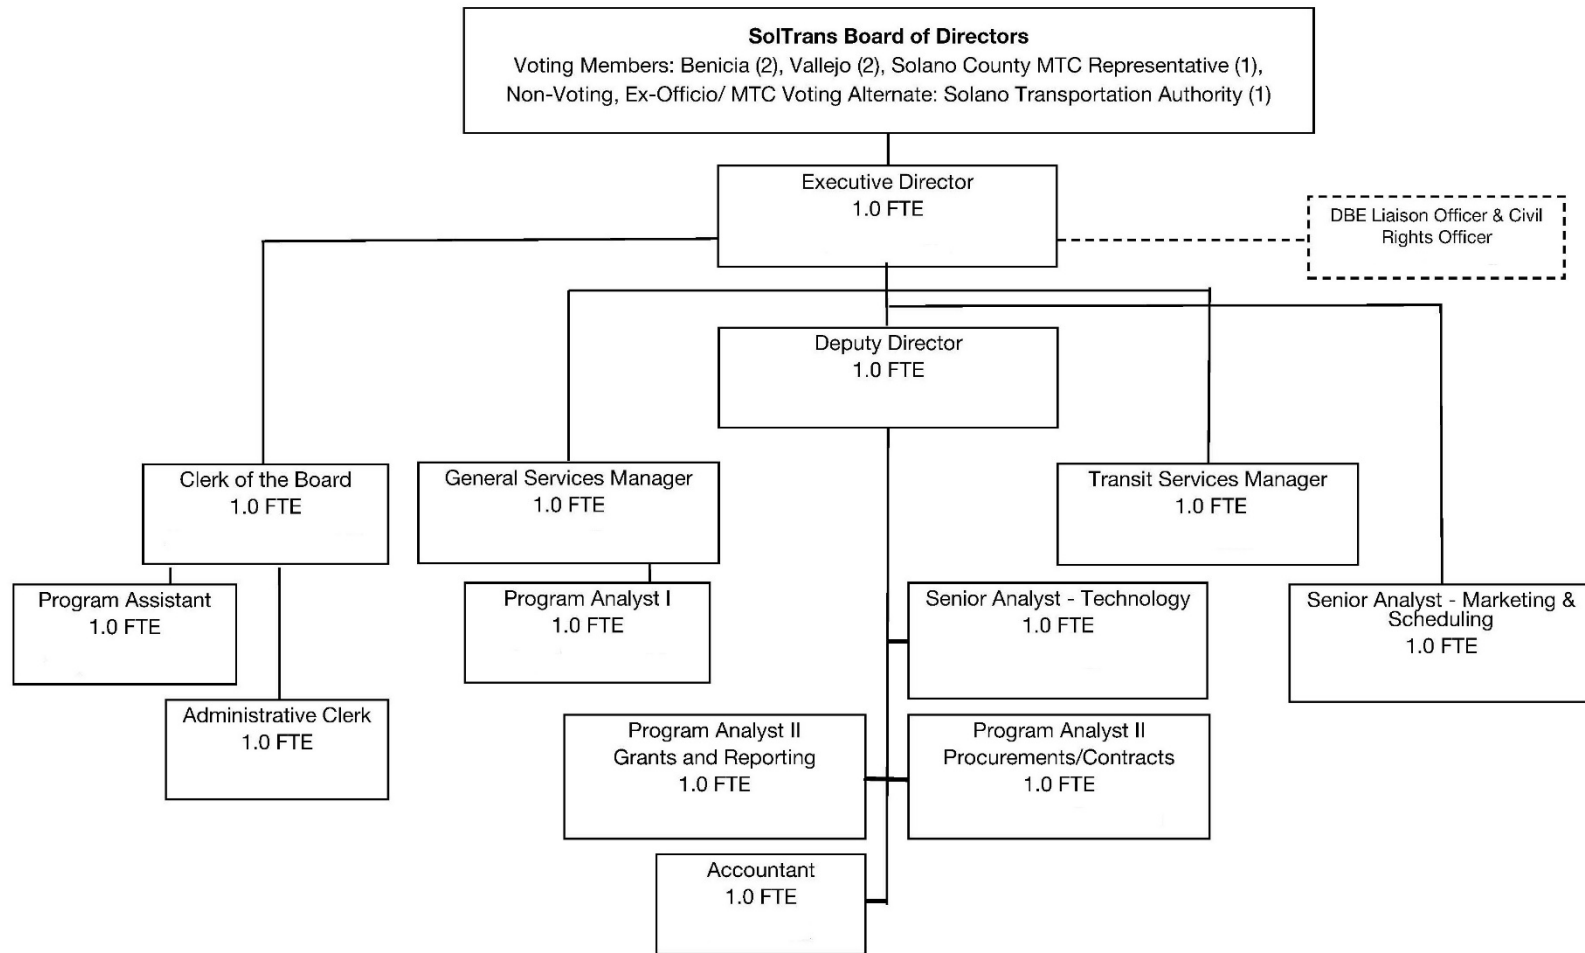 SolTrans Board of Directors
Voting Members: Benicia (2), Vallejo (2), Solano County MTC Representative (1),
Non-Voting, Ex-Officio/ MTC Voting Alternate: Solano Transportation Authority (1)
Executive Director
1.0 FTE
DBE Liaison Officer & Civil
Rights Officer
Deputy Director
1.0 FTE
Clerk of the Board
1.0 FTE
General Services Manager
1.0 FTE
Transit Services Manager
1.0 FTE
Program Assistant
1.0 FTE
Program Analyst I
1.0 FTE
Senior Analyst - Technology
1.0 FTE
Senior Analyst - Marketing &
Scheduling
1.0 FTE
Administrative Clerk
1.0 FTE
Program Analyst II
Grants and Reporting
1.0 FTE
Program Analyst II
Procurements/Contracts
1.0 FTE
Accountant
1.0 FTE